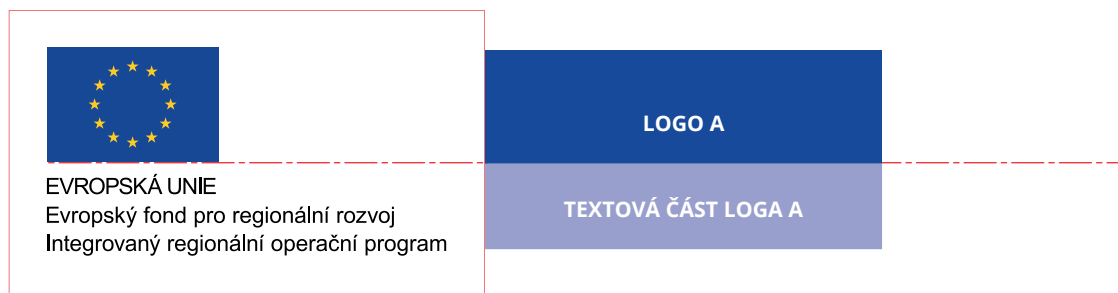 EVROPSKÁ UNIE
Evropský fond pro regionální rozvoj
Integrovaný regionální operační program
LOGO A
TEXTOVÁ ČÁST LOGA A